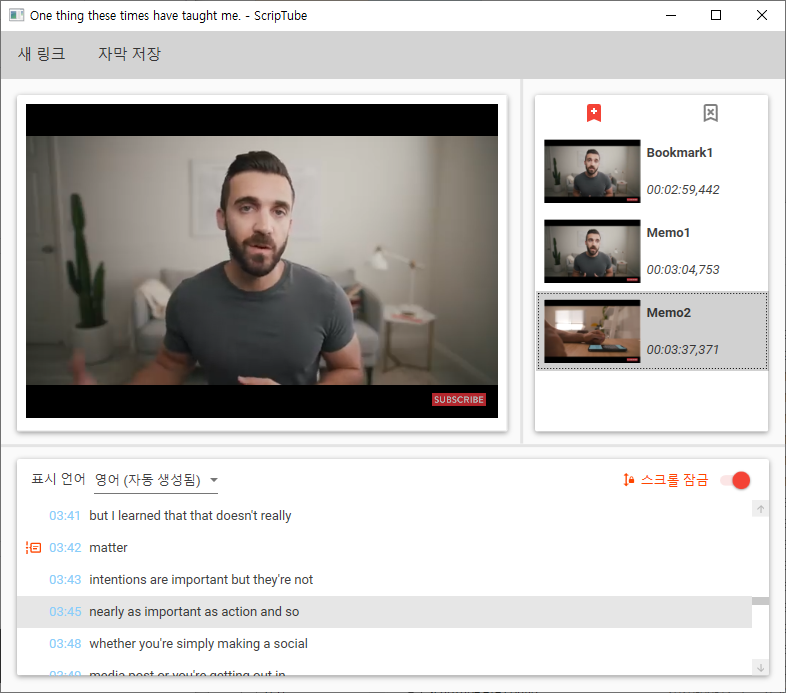 One thing these times have taught me. - ScripTube
새 링크 자막 저장
SUBSCRIBE
Bookmark1
00:02:59,442
Memo1
00:03:04,753
Memo2
00:03:37,371
표시 언어 영어 (자동 생성됨) 스크롤 잠금
03:41 but I learned that that doesn't really
03:42 matter
03:43 intentions are important but they're not
03:45 nearly as important as action and so
03:48 whether you're simply making a social
03:49 media post or you're getting out in